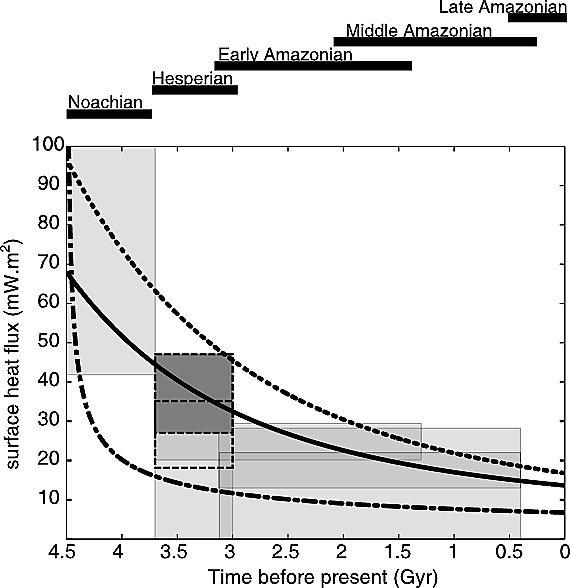 Late Amazonian
Middle Amazonian
Early Amazonian
Hesperian
Noachian
100
90
80
70
60
50
40
30
20
10
surface heat flux (mW.m²)
4.5 4 3.5 3 2.5 2 1.5 1 0.5 0
Time before present (Gyr)